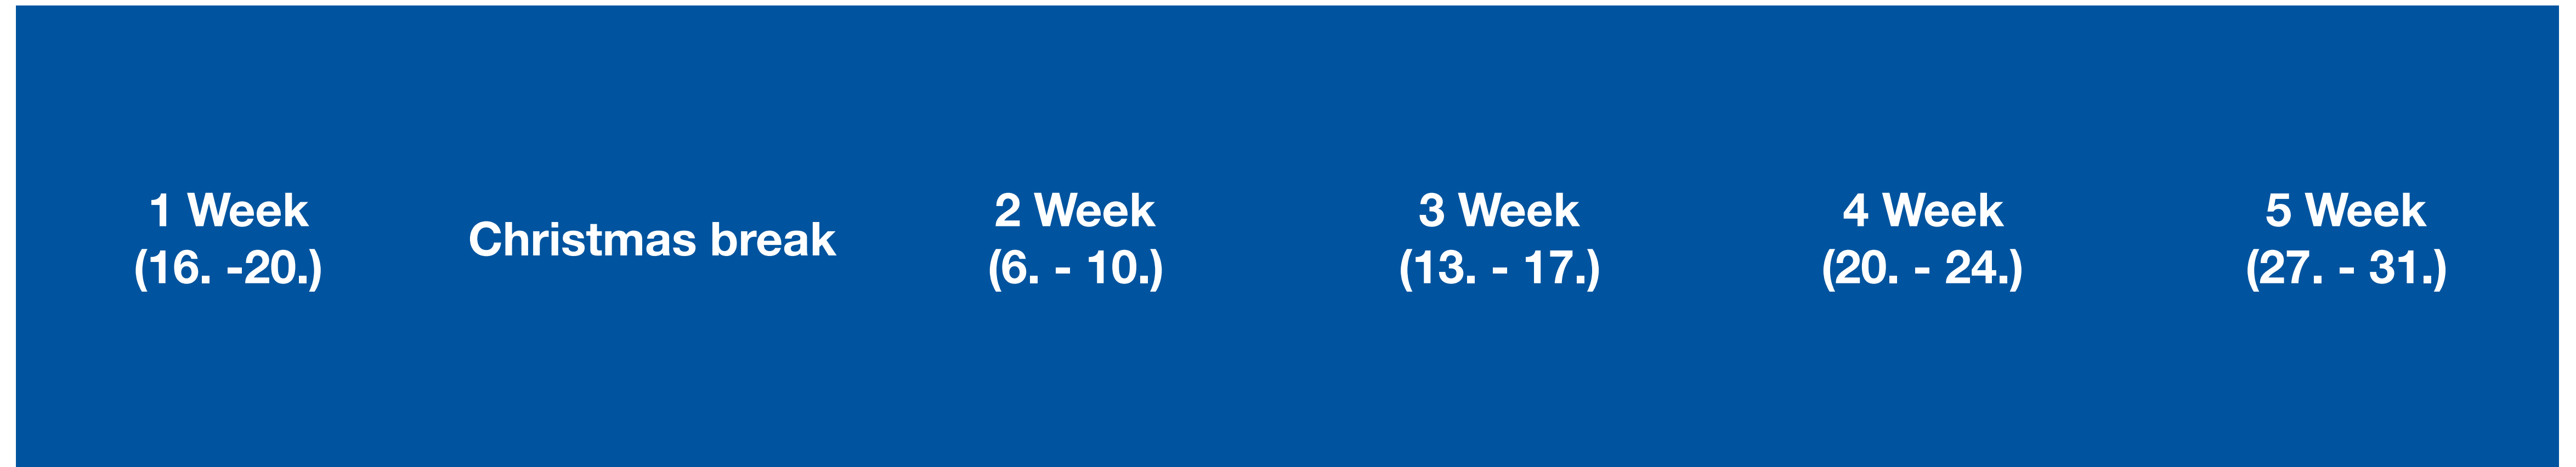 1 Week
(16. -20.)
Christmas break
2 Week
(6. - 10.)
3 Week
(13. - 17.)
4 Week
(20. - 24.)
5 Week
(27. - 31.)